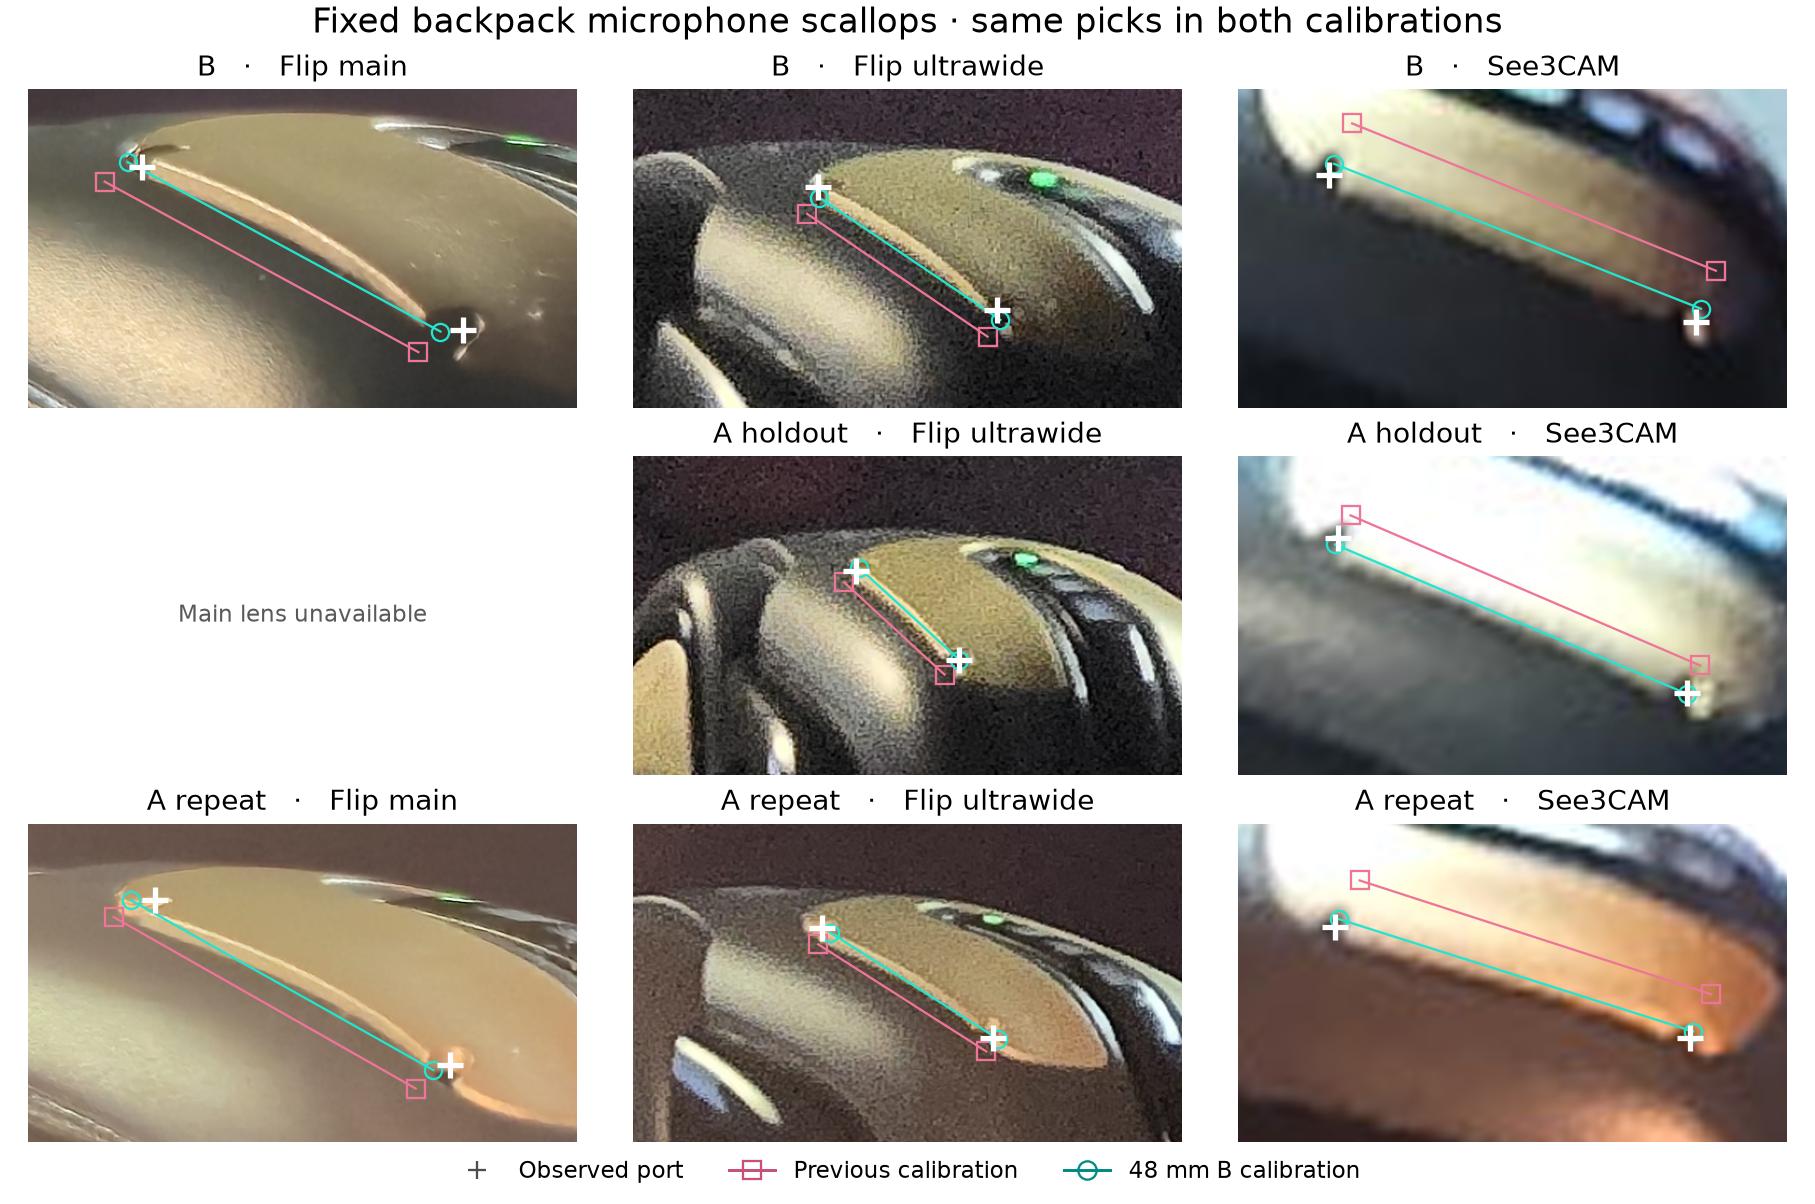 Fixed backpack microphone scallops · same picks in both calibrations
B · Flip main
B · Flip ultrawide
B · See3CAM
A holdout · Flip ultrawide
A holdout · See3CAM
Main lens unavailable
A repeat · Flip main
A repeat · Flip ultrawide
A repeat · See3CAM
Observed port
Previous calibration
48 mm B calibration